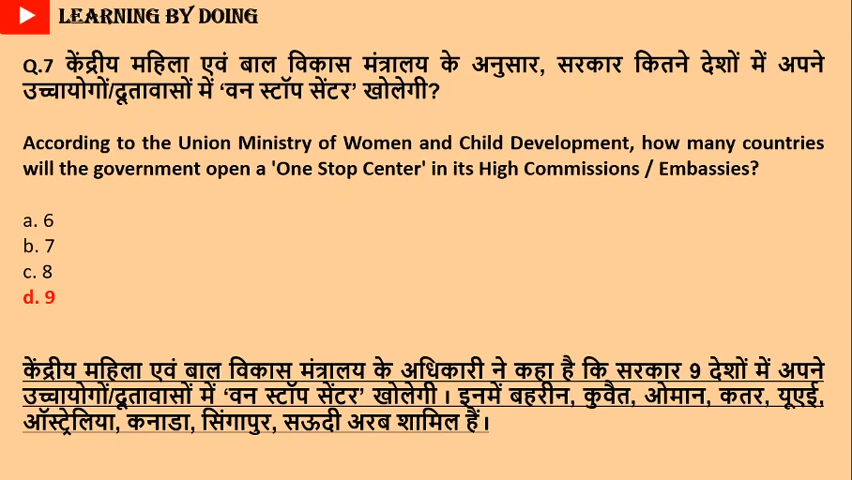 LEARNING BY DOING
Q.7 केंद्रीय महिला एवं बाल विकास मंत्रालय के अनुसार, सरकार कितने देशों में अपने
उच्चायोगों/दूतावासों में ‘वन स्टॉप सेंटर’ खोलेगी?
According to the Union Ministry of Women and Child Development, how many countries
will the government open a 'One Stop Center' in its High Commissions / Embassies?
a. 6
b. 7
c. 8
d. 9
केंद्रीय महिला एवं बाल विकास मंत्रालय के अधिकारी ने कहा है कि सरकार 9 देशों में अपने
उच्चायोगों/दूतावासों में ‘वन स्टॉप सेंटर’ खोलेगी। इनमें बहरीन, कुवैत, ओमान, कतर, यूएई,
ऑस्ट्रेलिया, कनाडा, सिंगापुर, सऊदी अरब शामिल हैं।